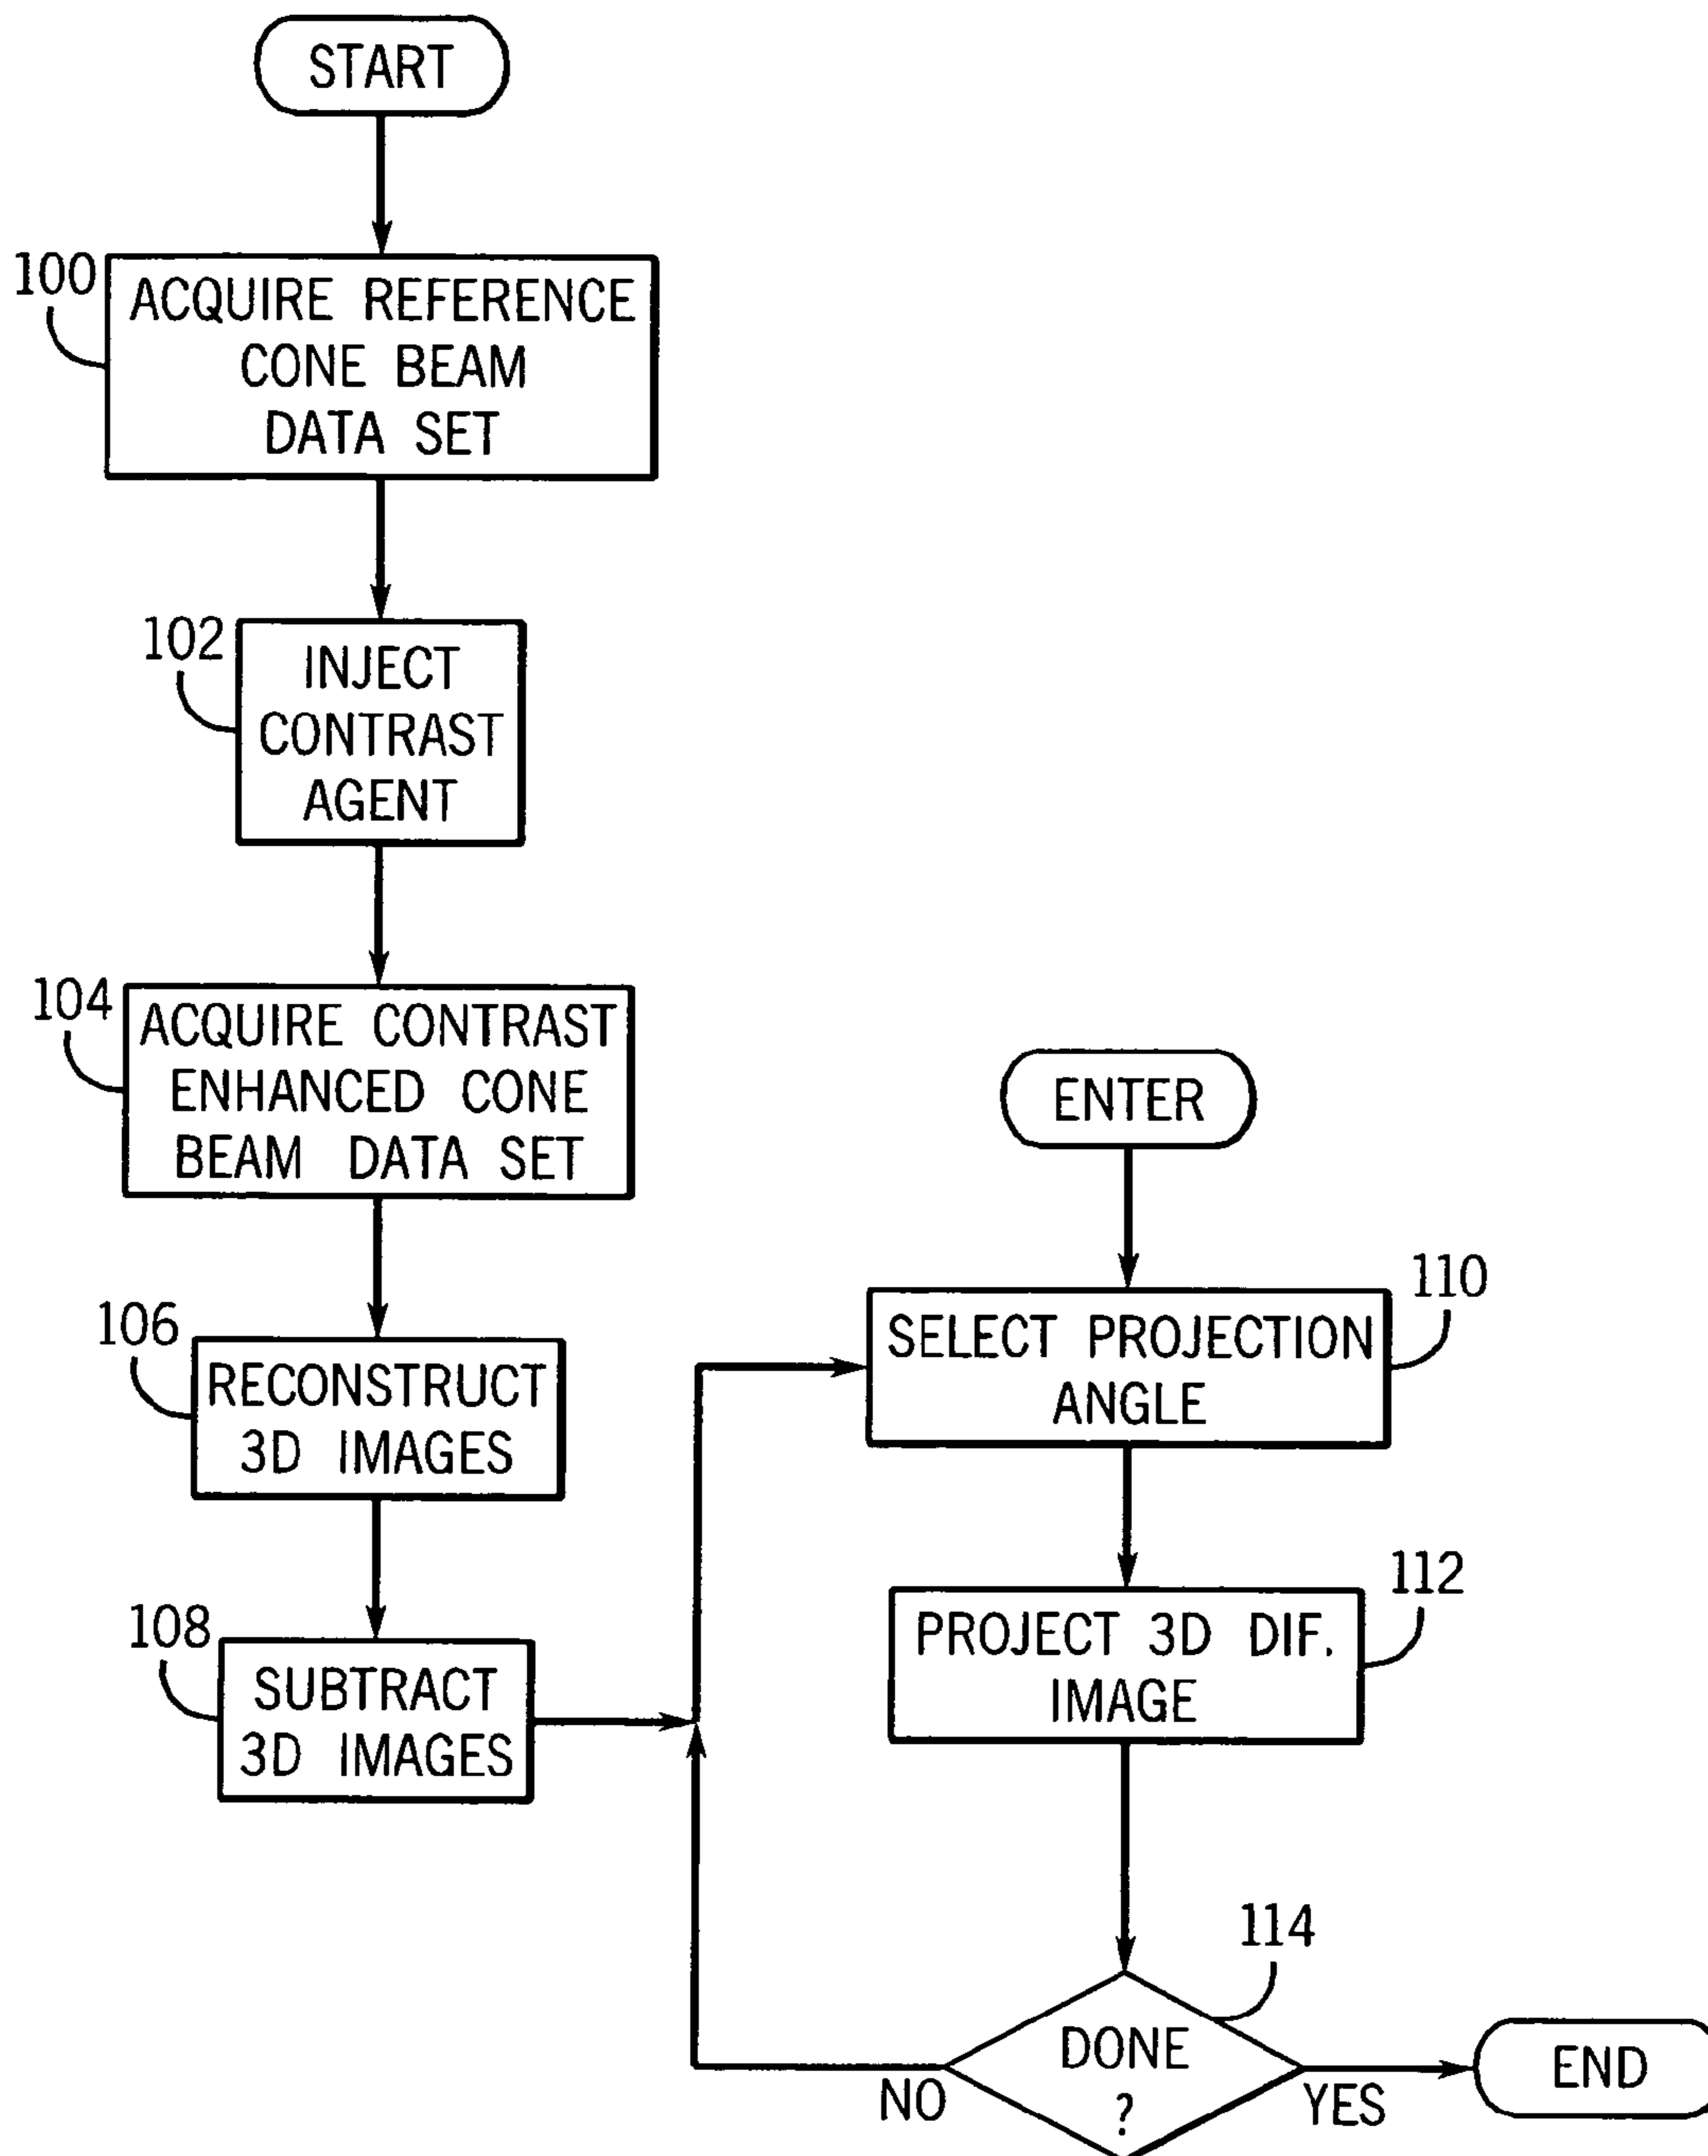 START
100
ACQUIRE REFERENCE
CONE BEAM
DATA SET
102
INJECT
CONTRAST
AGENT
104
ACQUIRE CONTRAST
ENHANCED CONE
BEAM DATA SET
106
RECONSTRUCT
3D IMAGES
108
SUBTRACT
3D IMAGES
ENTER
110
SELECT PROJECTION
ANGLE
112
PROJECT 3D DIF.
IMAGE
114
DONE
?
NO
YES
END